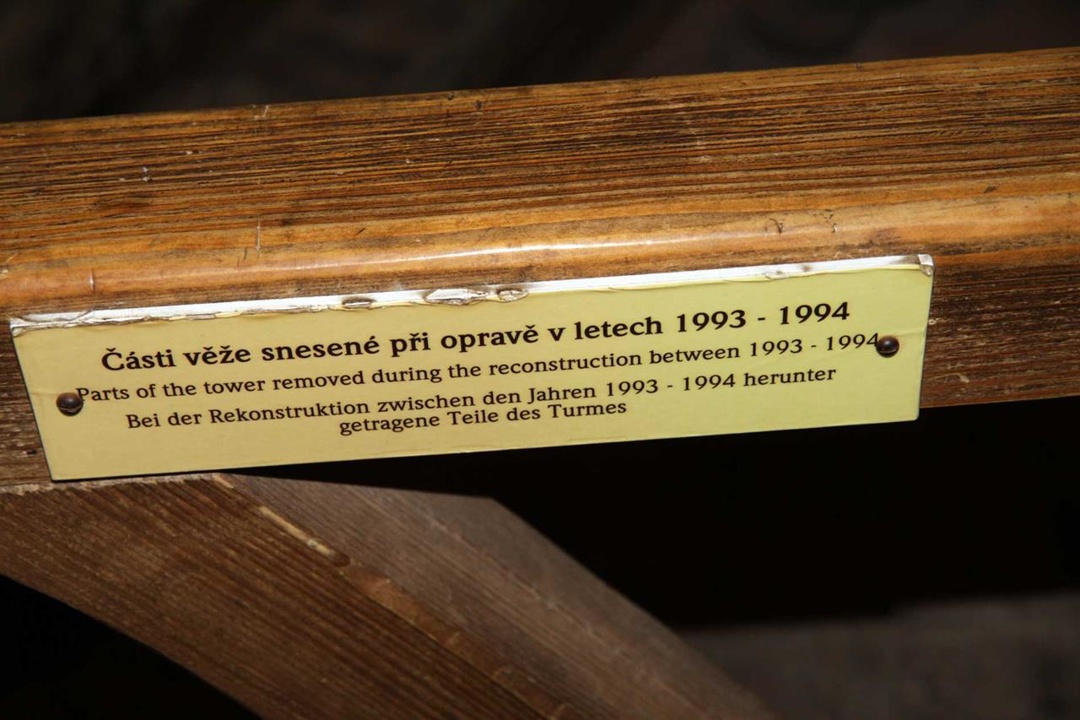 Části věže snesené při opravě v letech 1993 - 1994
Parts of the tower removed during the reconstruction between 1993 - 1994
Bei der Rekonstruktion zwischen den Jahren 1993 - 1994 herunter
getragene Teile des Turmes